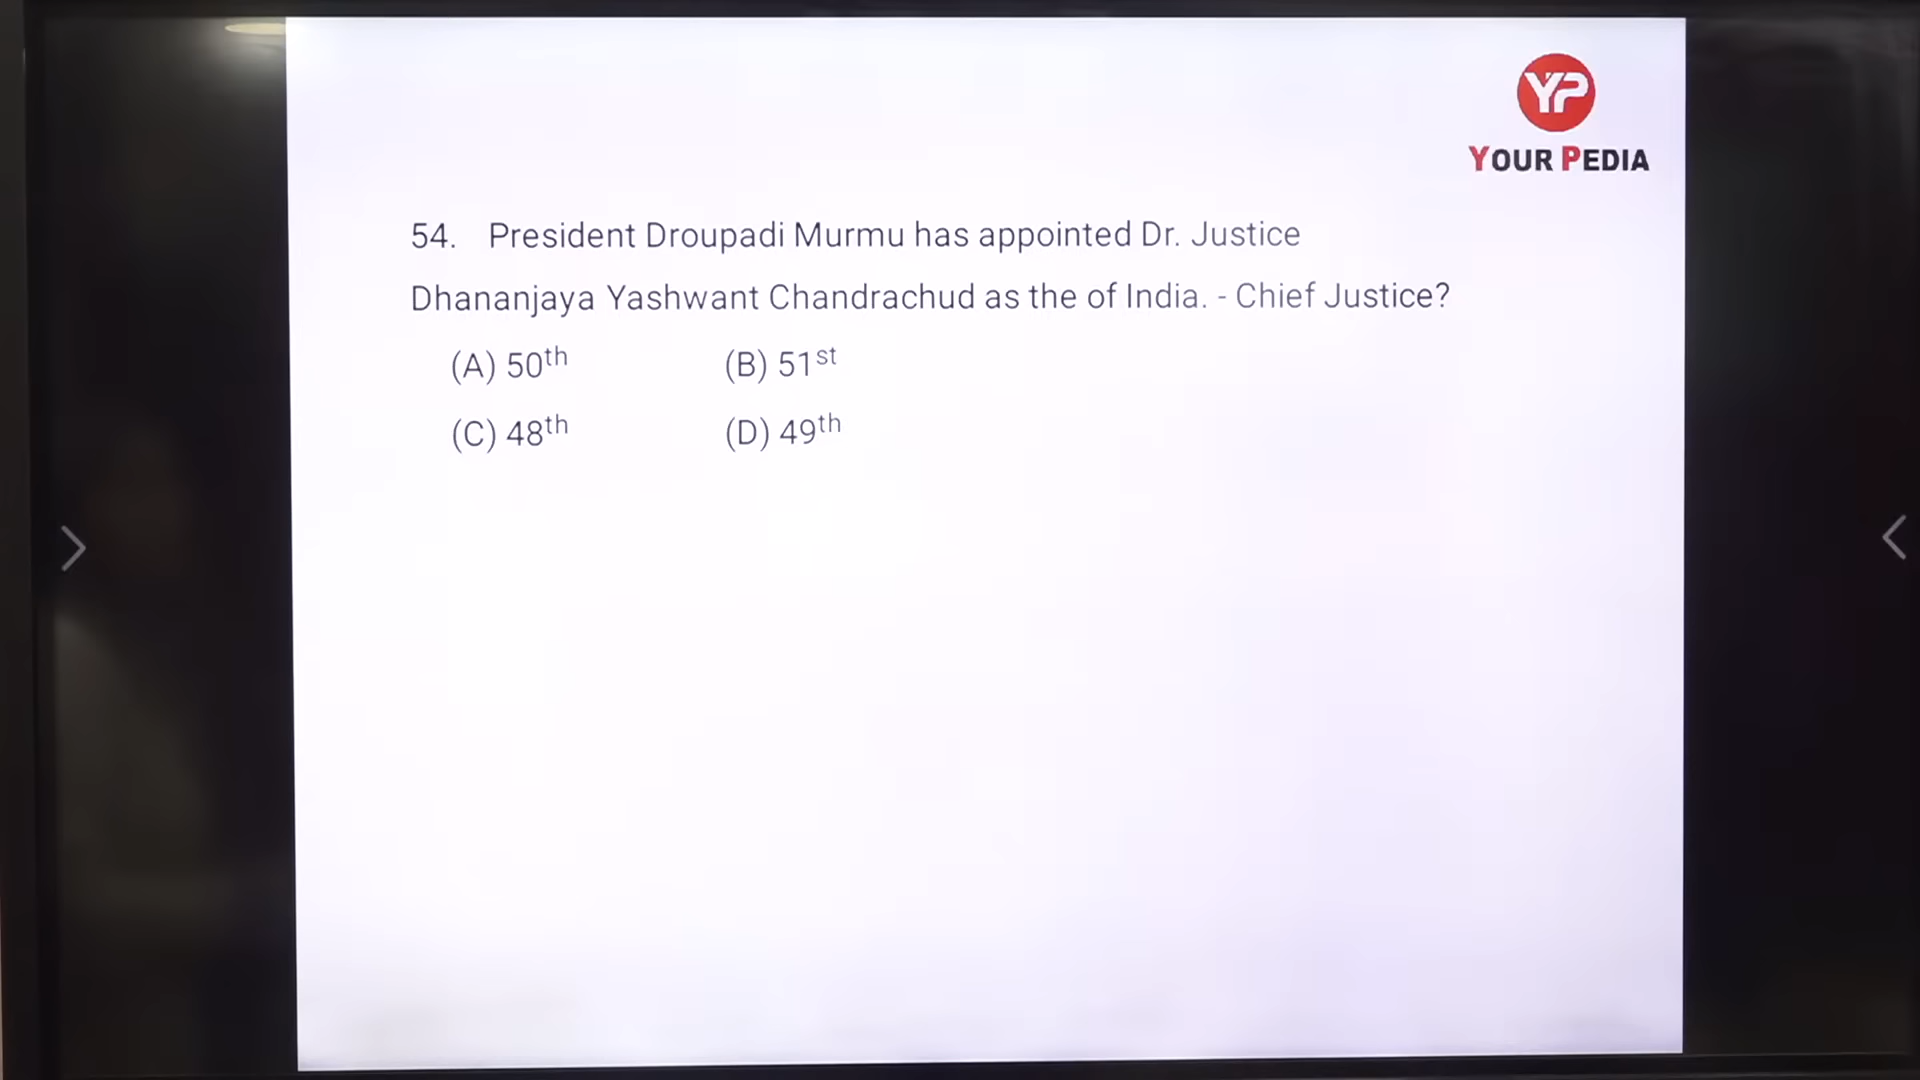 YP
YOUR PEDIA
54. President Droupadi Murmu has appointed Dr. Justice
Dhananjaya Yashwant Chandrachud as the of India. - Chief Justice?
(A) 50th (B) 51st
(C) 48th (D) 49th